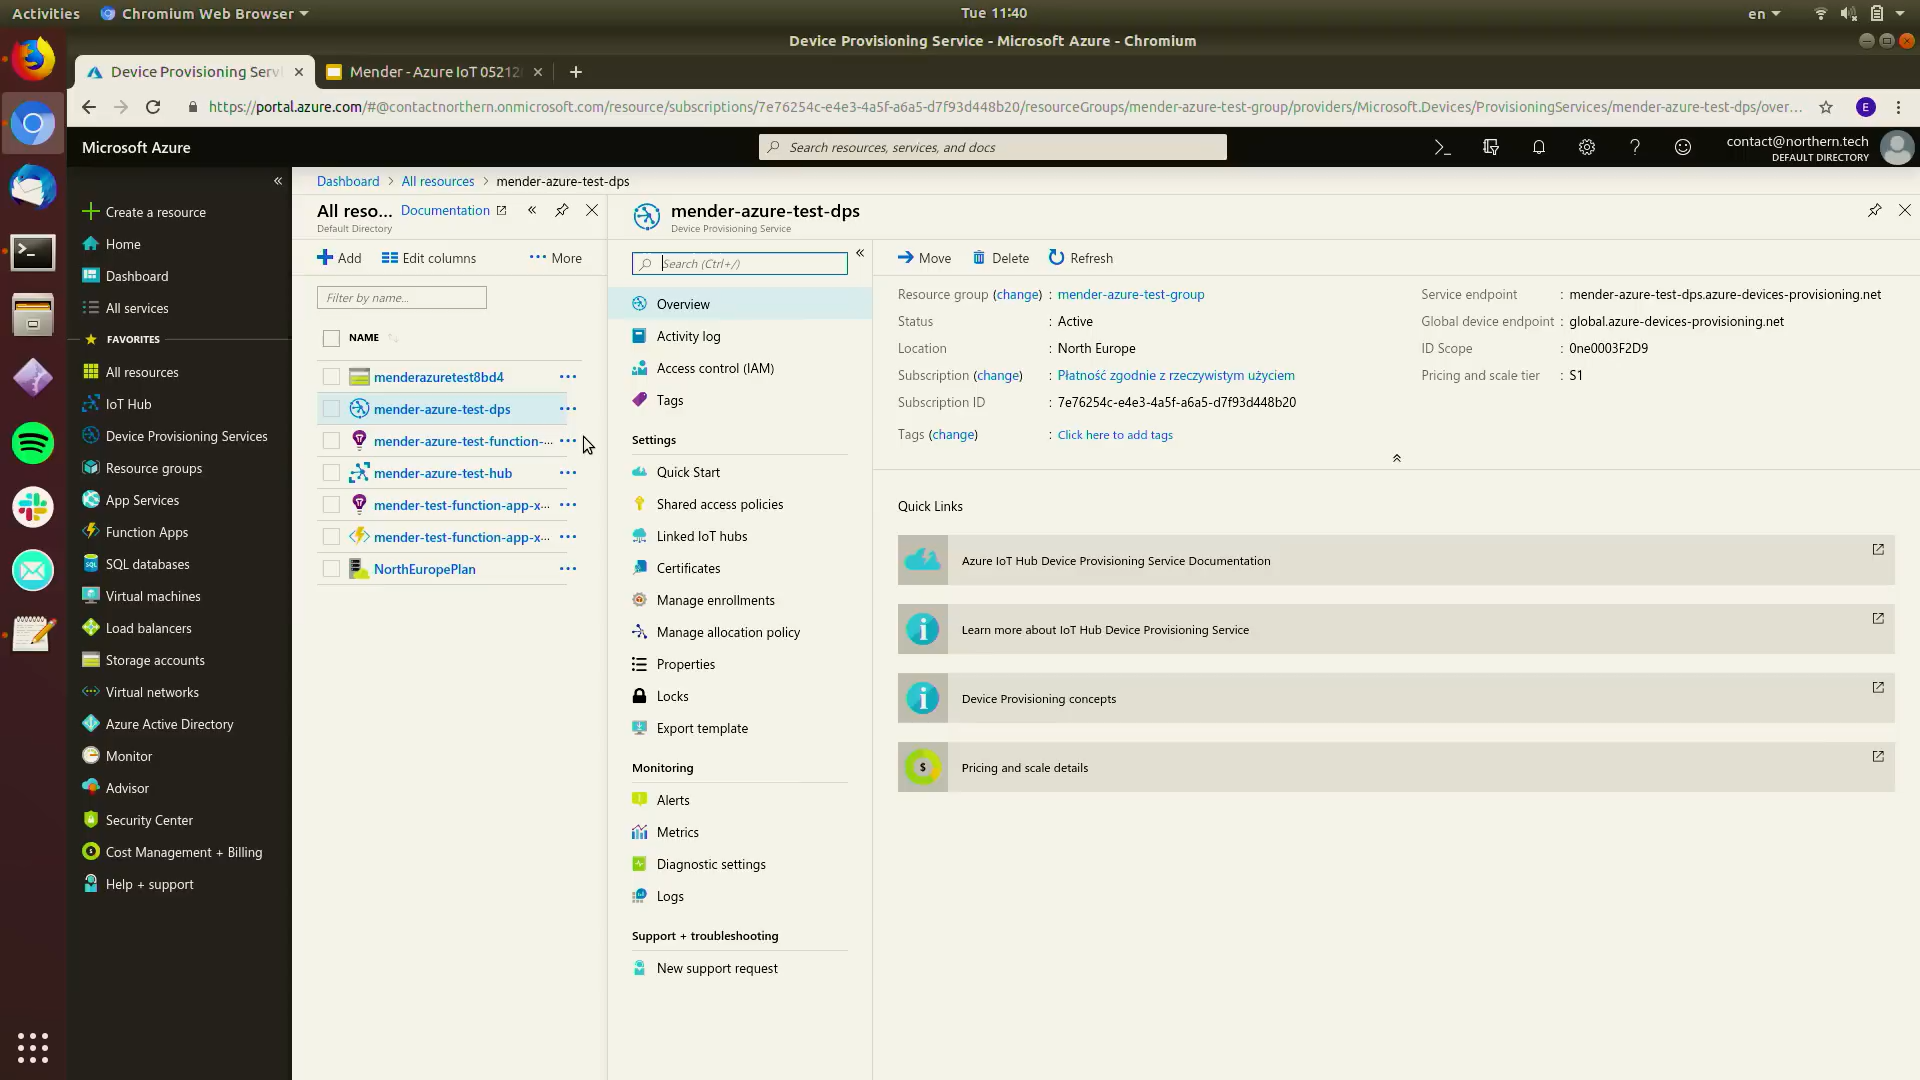 Activities
Chromium Web Browser
Tue 11:40
en
Device Provisioning Service - Microsoft Azure - Chromium
Device Provisioning Servi
Mender - Azure IoT 05212
https://portal.azure.com/#@contactnorthern.onmicrosoft.com/resource/subscriptions/7e76254c-e4e3-4a5f-a6a5-d7f93d448b20/resourceGroups/mender-azure-test-group/providers/Microsoft.Devices/ProvisioningServices/mender-azure-test-dps/over...
E
Microsoft Azure
Search resources, services, and docs
contact@northern.tech
DEFAULT DIRECTORY
Create a resource
Home
Dashboard
All services
FAVORITES
All resources
IoT Hub
Device Provisioning Services
Resource groups
App Services
Function Apps
SQL databases
Virtual machines
Load balancers
Storage accounts
Virtual networks
Azure Active Directory
Monitor
Advisor
Security Center
Cost Management + Billing
Help + support
Dashboard > All resources > mender-azure-test-dps
All reso... Documentation
Default Directory
Add Edit columns More
Filter by name...
NAME
menderazuretest8bd4
mender-azure-test-dps
mender-azure-test-function-...
mender-azure-test-hub
mender-test-function-app-x...
mender-test-function-app-x...
NorthEuropePlan
mender-azure-test-dps
Device Provisioning Service
Search (Ctrl+/)
Overview
Activity log
Access control (IAM)
Tags
Settings
Quick Start
Shared access policies
Linked IoT hubs
Certificates
Manage enrollments
Manage allocation policy
Properties
Locks
Export template
Monitoring
Alerts
Metrics
Diagnostic settings
Logs
Support + troubleshooting
New support request
Move Delete Refresh
Resource group (change) : mender-azure-test-group
Status : Active
Location : North Europe
Subscription (change) : Płatność zgodnie z rzeczywistym użyciem
Subscription ID : 7e76254c-e4e3-4a5f-a6a5-d7f93d448b20
Tags (change) : Click here to add tags
Service endpoint : mender-azure-test-dps.azure-devices-provisioning.net
Global device endpoint : global.azure-devices-provisioning.net
ID Scope : 0ne0003F2D9
Pricing and scale tier : S1
Quick Links
Azure IoT Hub Device Provisioning Service Documentation
Learn more about IoT Hub Device Provisioning Service
Device Provisioning concepts
Pricing and scale details